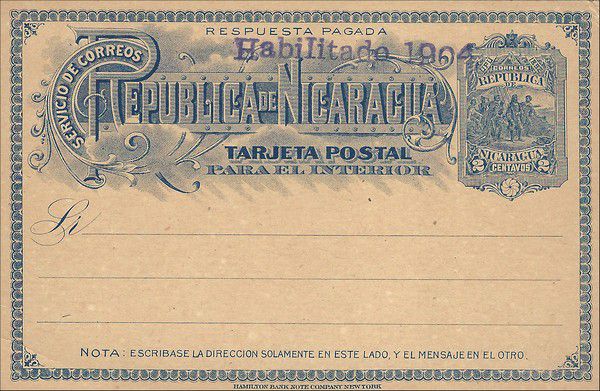 RESPUESTA PAGADA
Habilitado 1904
SERVICIO DE CORREOS
REPUBLICA DE NICARAGUA
TARJETA POSTAL
PARA EL INTERIOR
CORREOS
REPUBLICA
DE
NICARAGUA
2 CENTAVOS 2
NOTA: ESCRIBASE LA DIRECCION SOLAMENTE EN ESTE LADO, Y EL MENSAJE EN EL OTRO.
HAMILTON BANK NOTE COMPANY NEW YORK